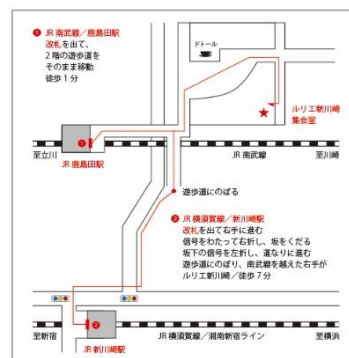 ❶ JR 南武線／鹿島田駅
改札を出て、
2階の遊歩道を
そのまま移動
徒歩1分
ドトール
ルリエ新川崎
集会室
❶
至立川
JR 南武線
至川崎
JR 鹿島田駅
遊歩道にのぼる
❷ JR 横須賀線／新川崎駅
改札を出て右手に進む
信号をわたって右折し、坂をくだる
坂下の信号を左折し、道なりに進む
遊歩道にのぼり、南武線を越えた右手が
ルリエ新川崎／徒歩7分
❷
至新宿
JR 横須賀線／湘南新宿ライン
至横浜
JR 新川崎駅